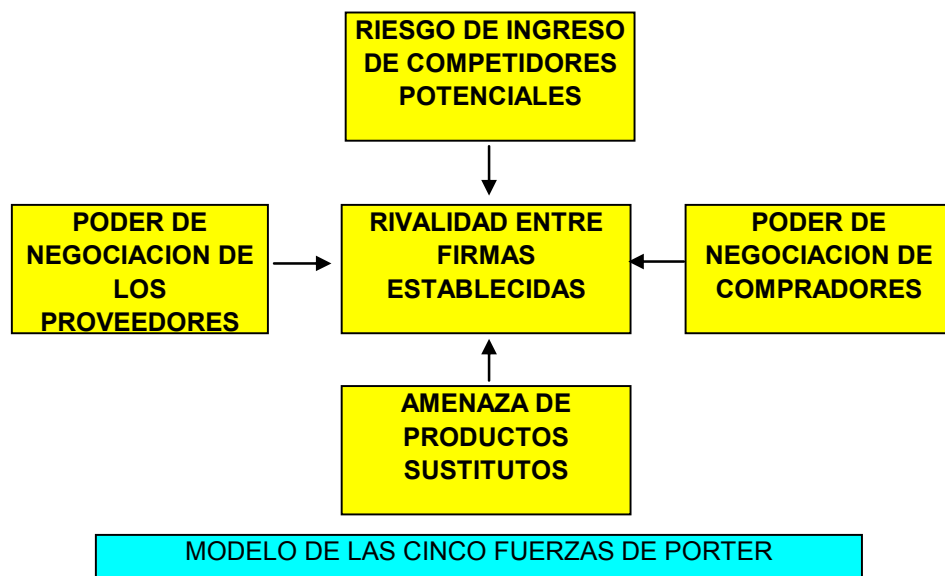 RIESGO DE INGRESO
DE COMPETIDORES
POTENCIALES
PODER DE
NEGOCIACION DE
LOS
PROVEEDORES
RIVALIDAD ENTRE
FIRMAS
ESTABLECIDAS
PODER DE
NEGOCIACION DE
COMPRADORES
AMENAZA DE
PRODUCTOS
SUSTITUTOS
MODELO DE LAS CINCO FUERZAS DE PORTER